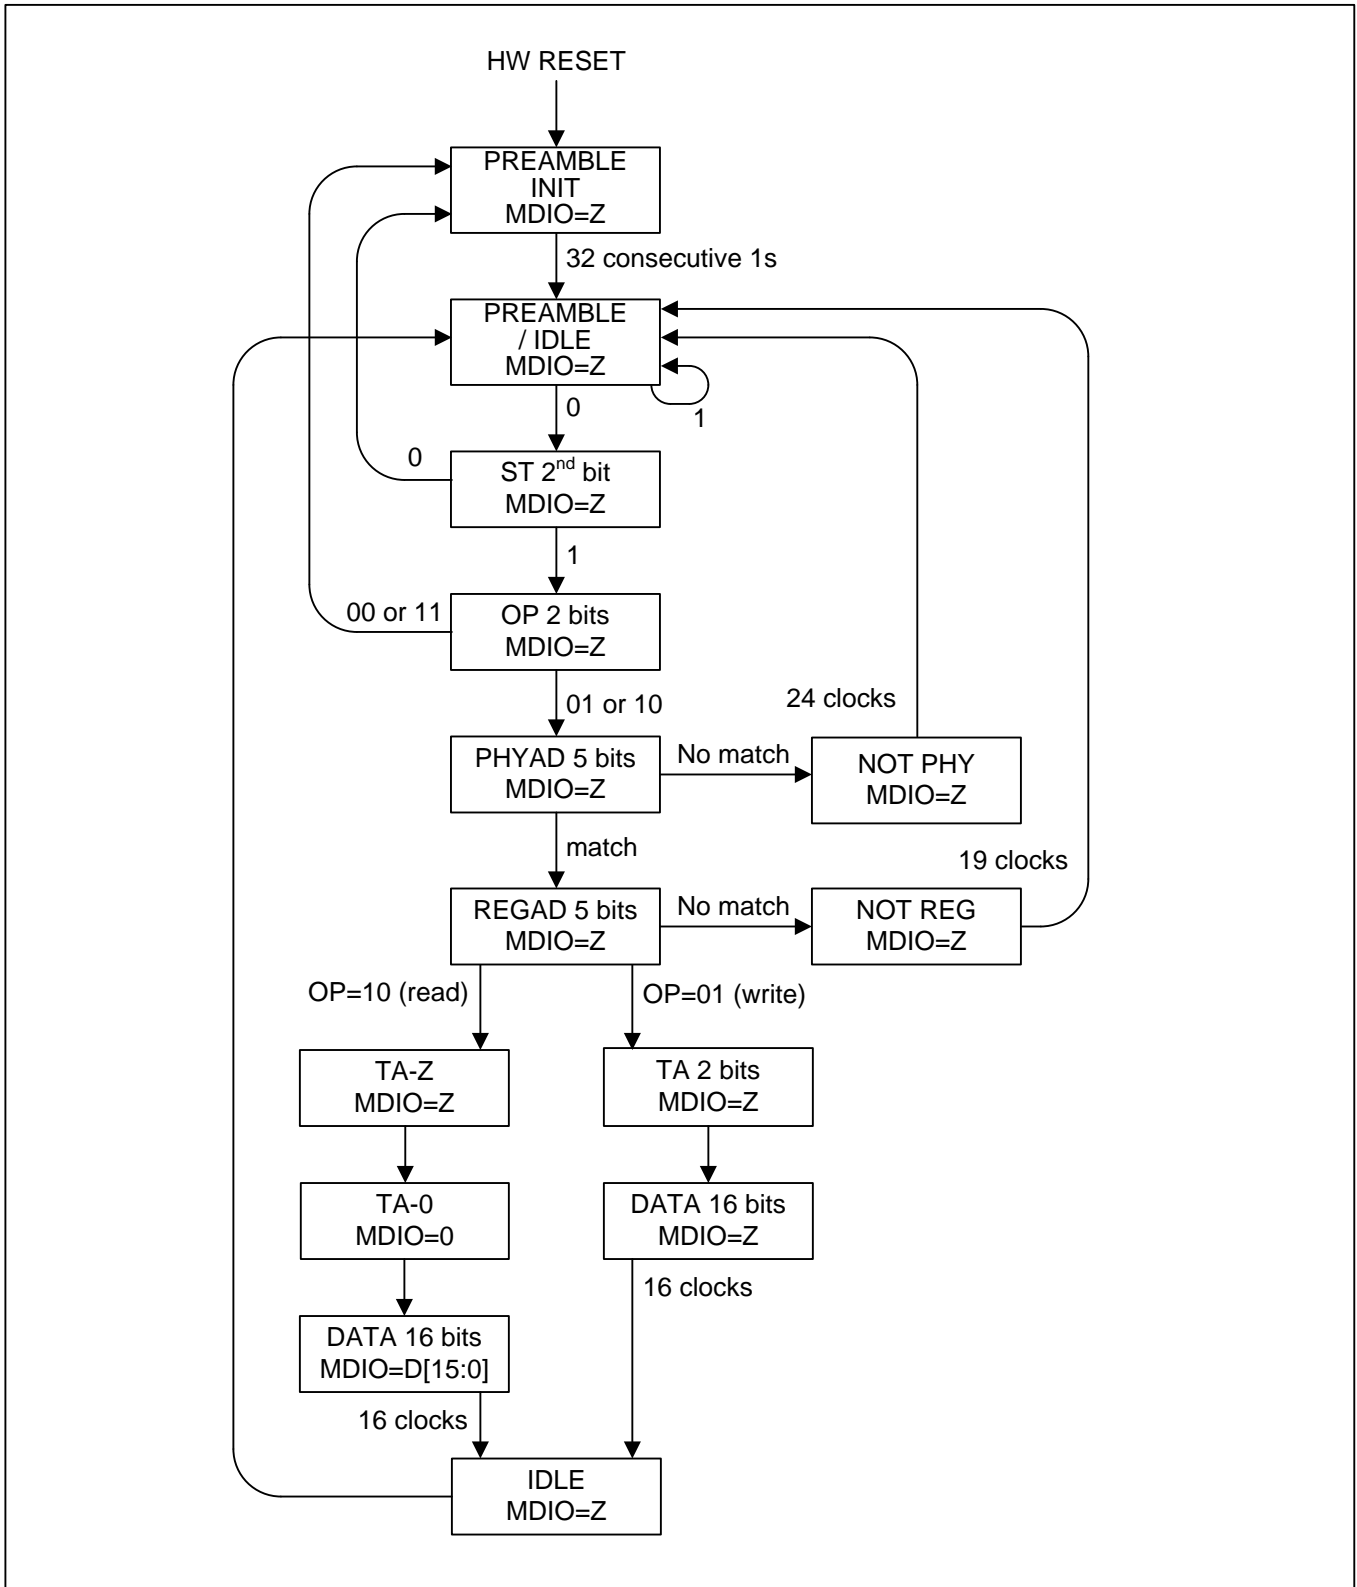 HW RESET
PREAMBLE
INIT
MDIO=Z
32 consecutive 1s
PREAMBLE
/ IDLE
MDIO=Z
1
0
0
ST 2nd bit
MDIO=Z
1
00 or 11
OP 2 bits
MDIO=Z
01 or 10
24 clocks
PHYAD 5 bits
MDIO=Z
No match
NOT PHY
MDIO=Z
match
19 clocks
REGAD 5 bits
MDIO=Z
No match
NOT REG
MDIO=Z
OP=10 (read)
OP=01 (write)
TA-Z
MDIO=Z
TA 2 bits
MDIO=Z
TA-0
MDIO=0
DATA 16 bits
MDIO=Z
16 clocks
DATA 16 bits
MDIO=D[15:0]
16 clocks
IDLE
MDIO=Z